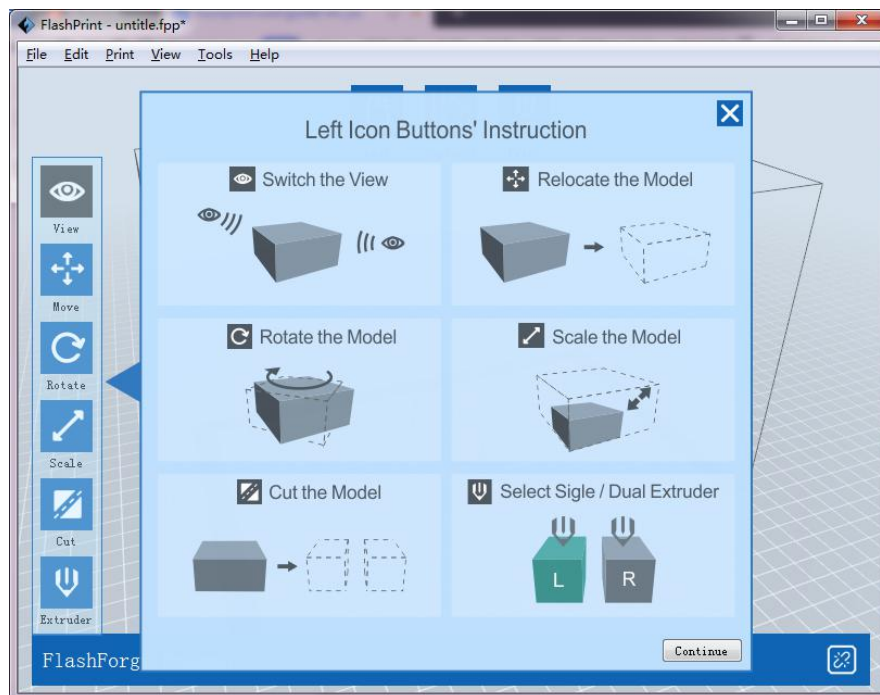 FlashPrint - untitle.fpp*
File Edit Print View Tools Help
Left Icon Buttons' Instruction
Switch the View
Relocate the Model
View
Move
Rotate the Model
Scale the Model
Rotate
Scale
Cut the Model
Select Sigle / Dual Extruder
Cut
L
R
Extruder
Continue
FlashForg